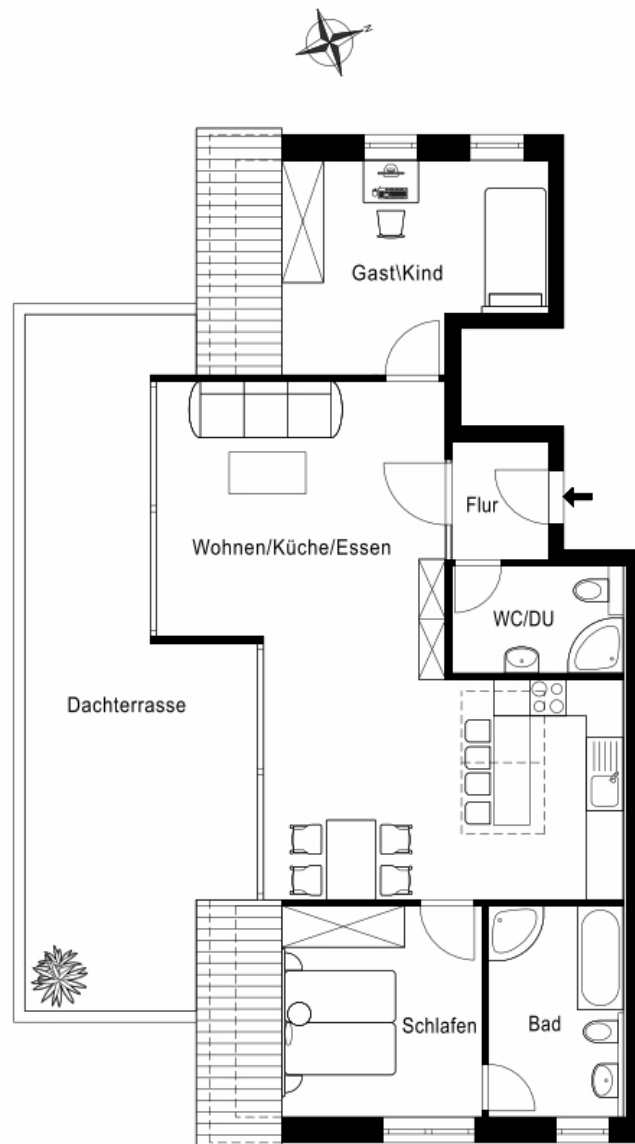 N
Gast\Kind
Flur
Wohnen/Küche/Essen
WC/DU
Dachterrasse
Schlafen
Bad